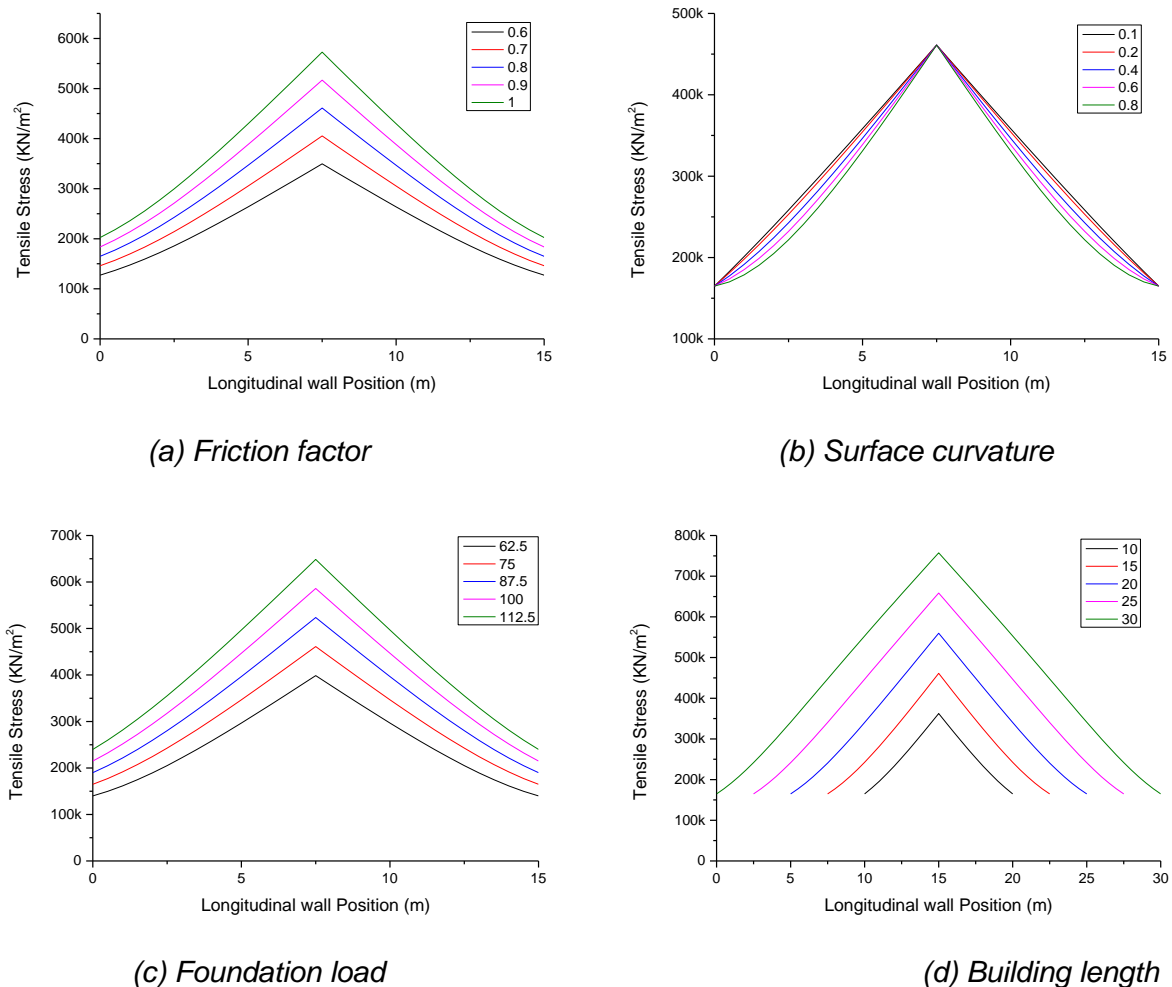 600k
500k
400k
300k
200k
100k
0
0 5 10 15
Tensile Stress (KN/m²)
Longitudinal wall Position (m)
0.6
0.7
0.8
0.9
1
(a) Friction factor
500k
400k
300k
200k
100k
0 5 10 15
Tensile Stress (KN/m²)
Longitudinal wall Position (m)
0.1
0.2
0.4
0.6
0.8
(b) Surface curvature
700k
600k
500k
400k
300k
200k
100k
0
0 5 10 15
Tensile Stress (KN/m²)
Longitudinal wall Position (m)
62.5
75
87.5
100
112.5
(c) Foundation load
800k
700k
600k
500k
400k
300k
200k
100k
0
0 5 10 15 20 25 30
Tensile Stress (KN/m²)
Longitudinal wall Position (m)
10
15
20
25
30
(d) Building length